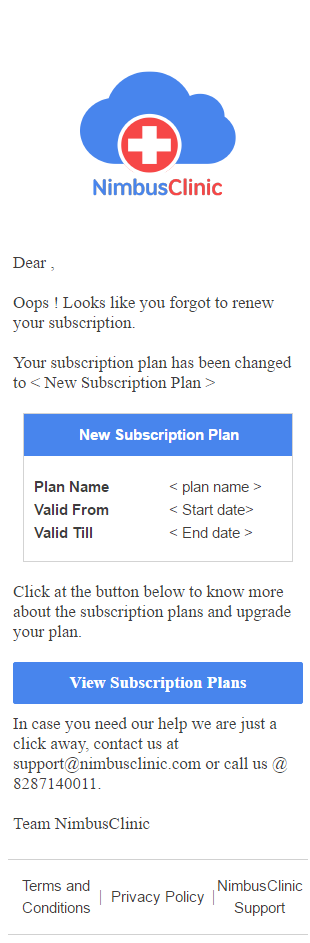 NimbusClinic
Dear ,
Oops ! Looks like you forgot to renew
your subscription.
Your subscription plan has been changed
to < New Subscription Plan >
New Subscription Plan
Plan Name < plan name >
Valid From < Start date>
Valid Till < End date >
Click at the button below to know more
about the subscription plans and upgrade
your plan.
View Subscription Plans
In case you need our help we are just a
click away, contact us at
support@nimbusclinic.com or call us @
8287140011.
Team NimbusClinic
Terms and
Conditions
| Privacy Policy |
NimbusClinic
Support